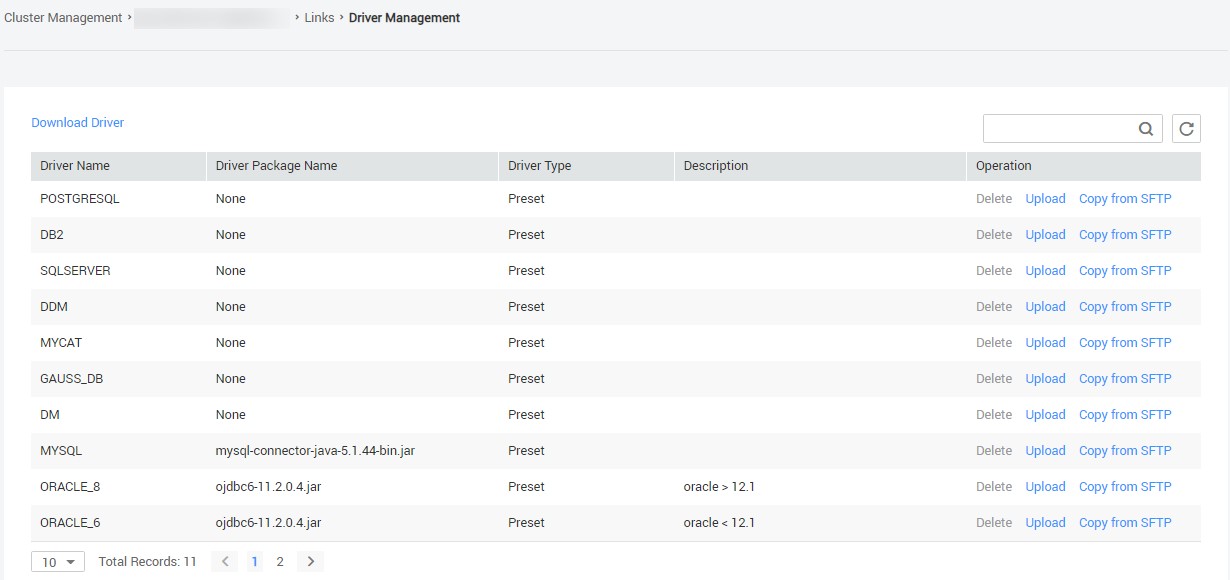 Cluster Management › › Links › Driver Management
Download Driver
Driver Name Driver Package Name Driver Type Description Operation
POSTGRESQL None Preset Delete Upload Copy from SFTP
DB2 None Preset Delete Upload Copy from SFTP
SQLSERVER None Preset Delete Upload Copy from SFTP
DDM None Preset Delete Upload Copy from SFTP
MYCAT None Preset Delete Upload Copy from SFTP
GAUSS_DB None Preset Delete Upload Copy from SFTP
DM None Preset Delete Upload Copy from SFTP
MYSQL mysql-connector-java-5.1.44-bin.jar Preset Delete Upload Copy from SFTP
ORACLE_8 ojdbc6-11.2.0.4.jar Preset oracle > 12.1 Delete Upload Copy from SFTP
ORACLE_6 ojdbc6-11.2.0.4.jar Preset oracle < 12.1 Delete Upload Copy from SFTP
10 Total Records: 11 < 1 2 >